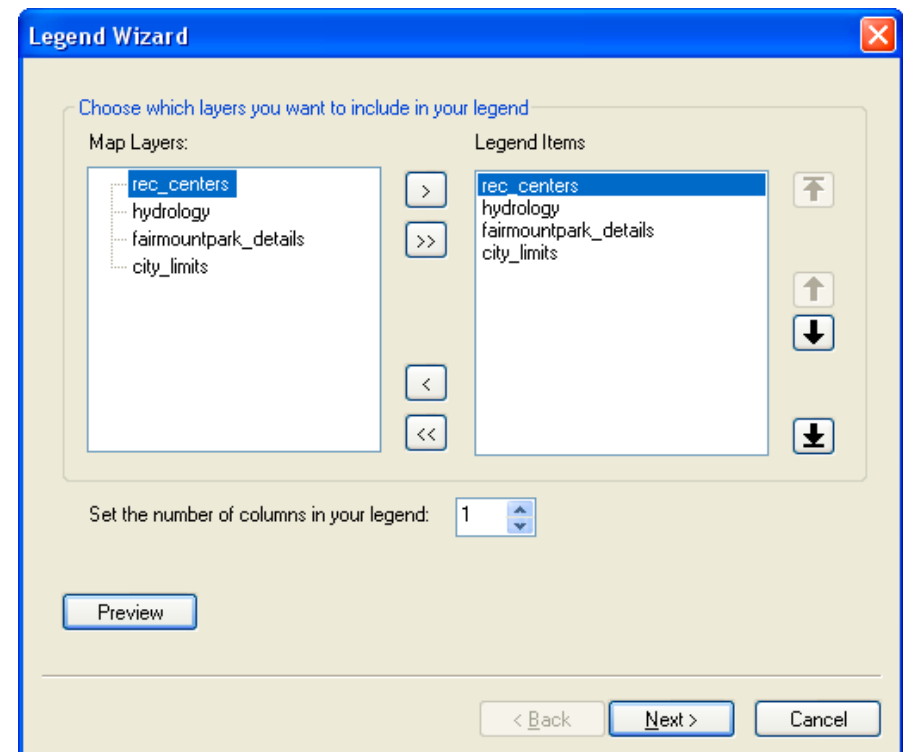 Legend Wizard
Choose which layers you want to include in your legend
Map Layers:
rec_centers
hydrology
fairmountpark_details
city_limits
>
>>
<
<<
Legend Items
rec_centers
hydrology
fairmountpark_details
city_limits
Set the number of columns in your legend: 1
Preview
< Back Next > Cancel